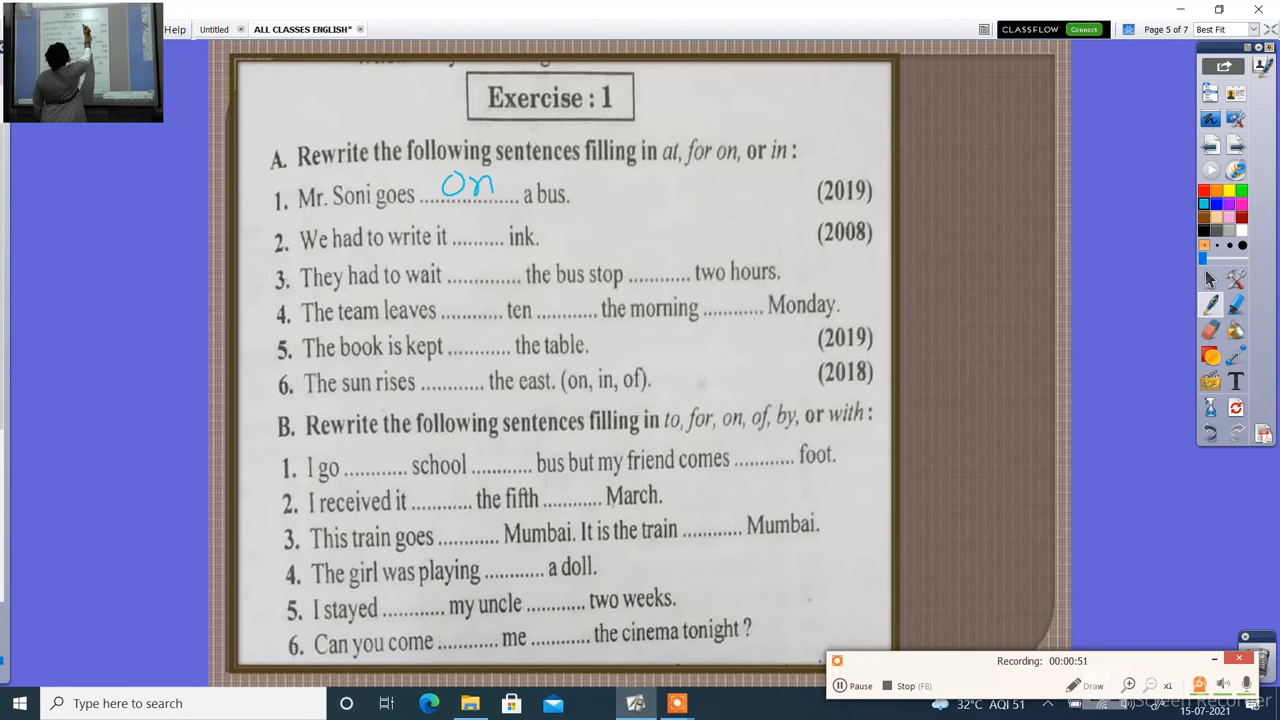 Help
Untitled
ALL CLASSES ENGLISH*
CLASSFLOW Connect
Page 5 of 7
Best Fit
Exercise : 1
A. Rewrite the following sentences filling in at, for on, or in :
1. Mr. Soni goes ....on.... a bus. (2019)
2. We had to write it .......... ink. (2008)
3. They had to wait ............. the bus stop ........... two hours.
4. The team leaves ........... ten ........... the morning ........... Monday.
5. The book is kept ........... the table. (2019)
6. The sun rises ........... the east. (on, in, of). (2018)
B. Rewrite the following sentences filling in to, for, on, of, by, or with :
1. I go ........... school ........... bus but my friend comes ........... foot.
2. I received it ........... the fifth ........... March.
3. This train goes ........... Mumbai. It is the train ........... Mumbai.
4. The girl was playing ........... a doll.
5. I stayed ........... my uncle ........... two weeks.
6. Can you come ........... me ........... the cinema tonight ?
Recording: 00:00:51
Pause
Stop (F8)
Draw
x1
Screen Recorder
Type here to search
32°C AQI 51
15-07-2021